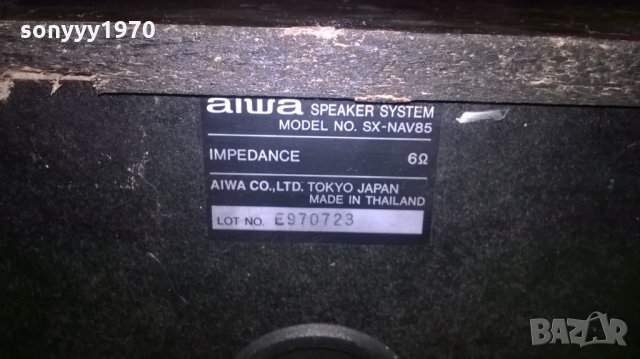 sonyyy1970
aiwa SPEAKER SYSTEM
MODEL NO. SX-NAV85
IMPEDANCE 6Ω
AIWA CO.,LTD. TOKYO JAPAN
MADE IN THAILAND
LOT NO. E970723
BAZAR